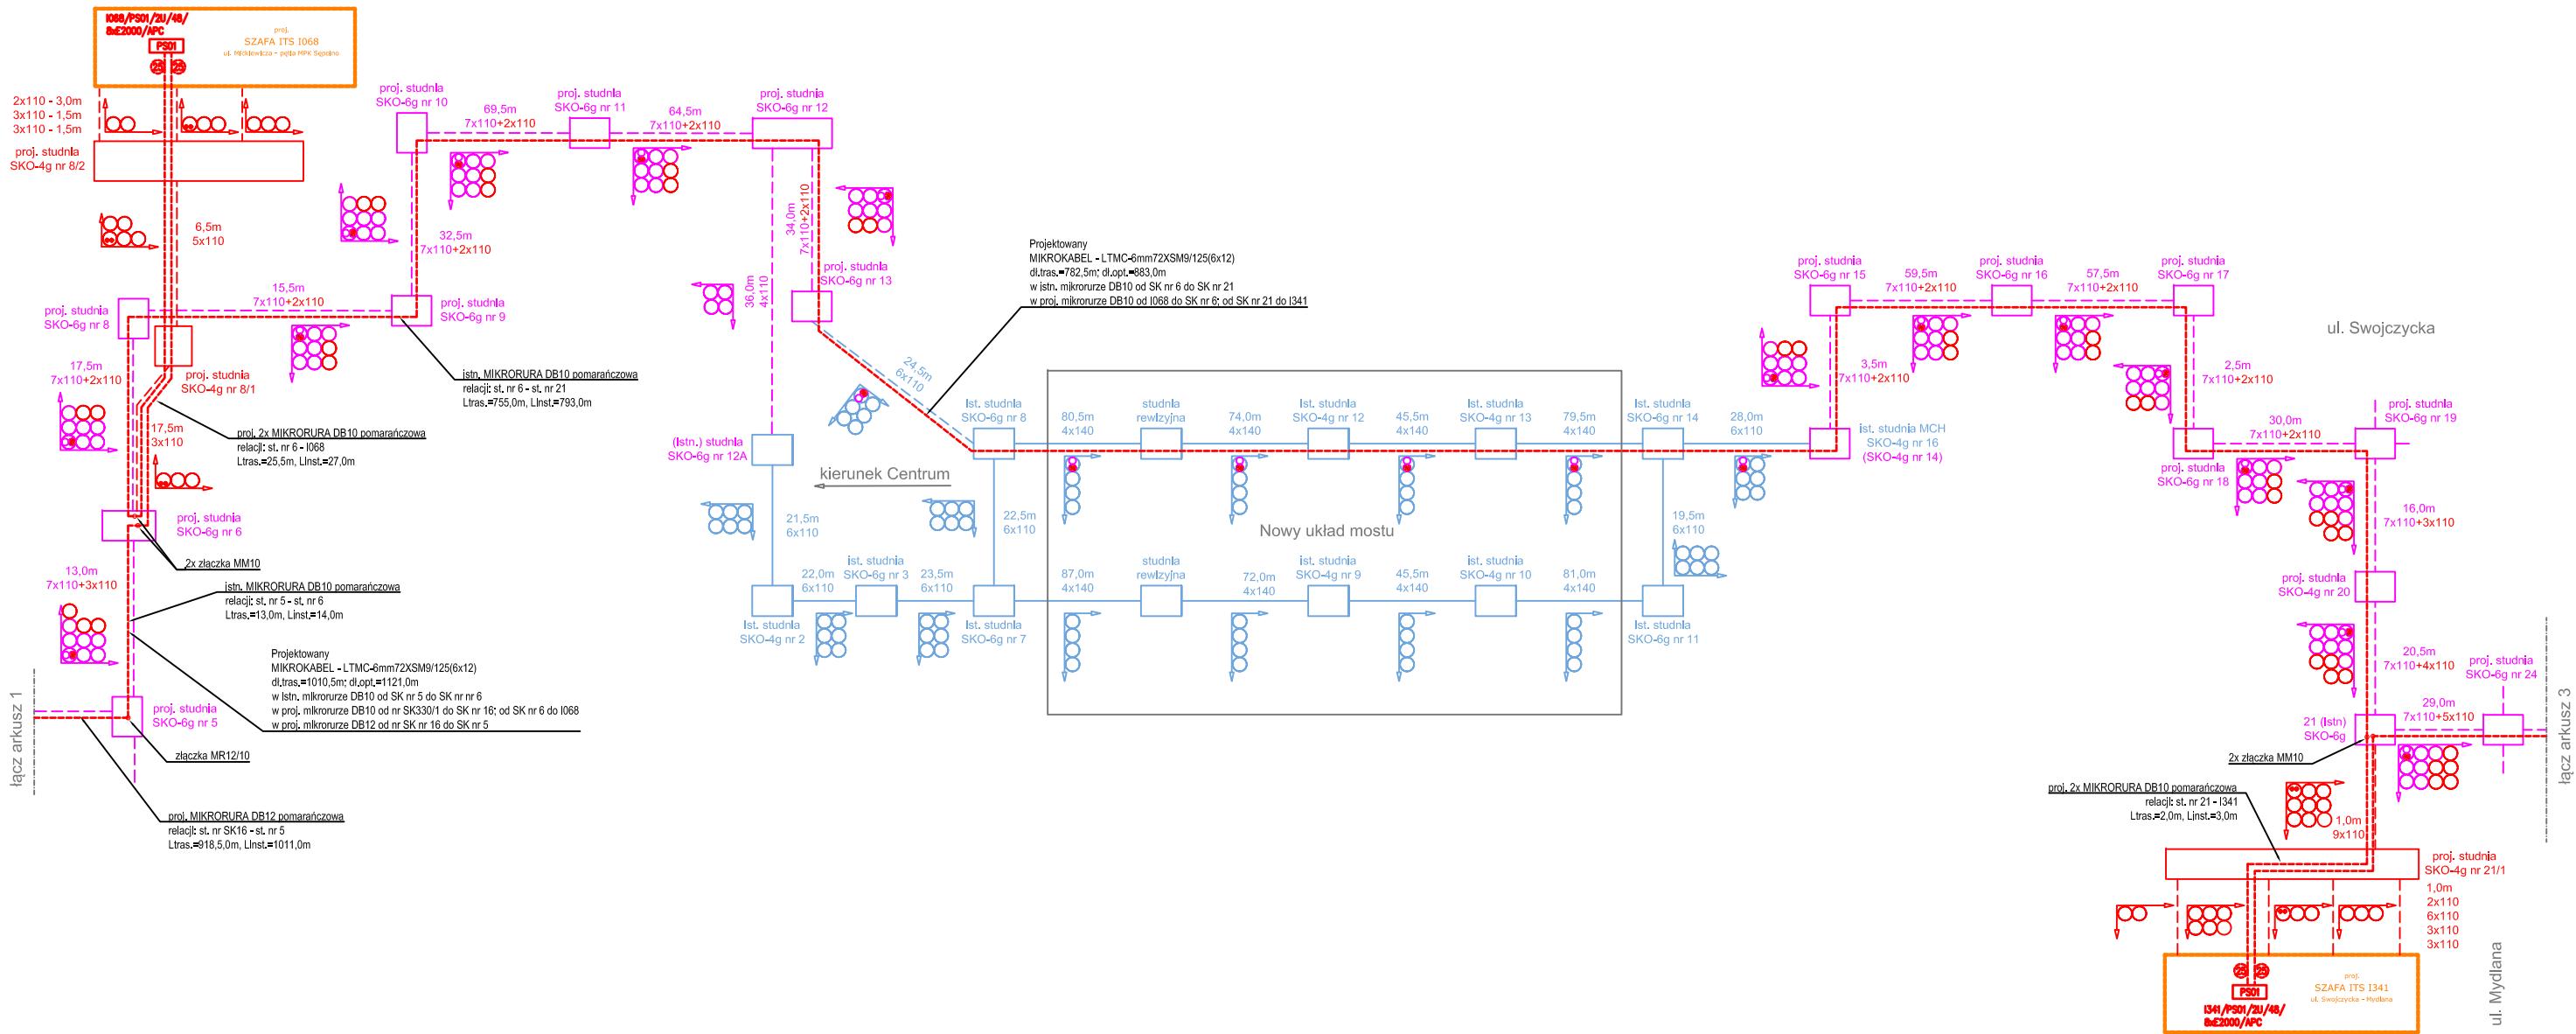 I068/PS01/2U/48/
8xE2000/APC
PS01
proj.
SZAFA ITS I068
ul. Mickiewicza - pętla MPK Sępolno
2x110 - 3,0m
3x110 - 1,5m
3x110 - 1,5m
proj. studnia
SKO-4g nr 8/2
6,5m
5x110
proj. studnia
SKO-6g nr 8
15,5m
7x110+2x110
proj. studnia
SKO-6g nr 9
proj. studnia
SKO-4g nr 8/1
17,5m
7x110+2x110
17,5m
3x110
proj. 2x MIKRORURA DB10 pomarańczowa
relacji: st. nr 6 - I068
Ltras.=25,5m, Linst.=27,0m
proj. studnia
SKO-6g nr 6
2x złączka MM10
13,0m
7x110+3x110
istn. MIKRORURA DB10 pomarańczowa
relacji: st. nr 5 - st. nr 6
Ltras.=13,0m, Linst.=14,0m
Projektowany
MIKROKABEL - LTMC-6mm72XSM9/125(6x12)
dł.tras.=1010,5m; dł.opt.=1121,0m
w istn. mikrorurze DB10 od SK nr 5 do SK nr nr 6
w proj. mikrorurze DB10 od nr SK330/1 do SK nr 16; od SK nr 6 do I068
w proj. mikrorurze DB12 od nr SK nr 16 do SK nr 5
proj. studnia
SKO-6g nr 5
złączka MR12/10
łącz arkusz 1
proj. MIKRORURA DB12 pomarańczowa
relacji: st. nr SK16 - st. nr 5
Ltras.=918,5,0m, Linst.=1011,0m
proj. studnia
SKO-6g nr 10
32,5m
7x110+2x110
69,5m
7x110+2x110
proj. studnia
SKO-6g nr 11
64,5m
7x110+2x110
proj. studnia
SKO-6g nr 12
34,0m
7x110+2x110
36,0m
4x110
proj. studnia
SKO-6g nr 13
istn. MIKRORURA DB10 pomarańczowa
relacji: st. nr 6 - st. nr 21
Ltras.=755,0m, Linst.=793,0m
Projektowany
MIKROKABEL - LTMC-6mm72XSM9/125(6x12)
dł.tras.=782,5m; dł.opt.=883,0m
w istn. mikrorurze DB10 od SK nr 6 do SK nr 21
w proj. mikrorurze DB10 od I068 do SK nr 6; od SK nr 21 do I341
24,5m
6x110
(istn.) studnia
SKO-6g nr 12A
kierunek Centrum
21,5m
6x110
ist. studnia
SKO-4g nr 2
22,0m
6x110
ist. studnia
SKO-6g nr 3
23,5m
6x110
ist. studnia
SKO-6g nr 7
22,5m
6x110
ist. studnia
SKO-6g nr 8
80,5m
4x140
studnia
rewizyjna
74,0m
4x140
ist. studnia
SKO-4g nr 12
45,5m
4x140
ist. studnia
SKO-4g nr 13
79,5m
4x140
ist. studnia
SKO-6g nr 14
28,0m
6x110
ist. studnia MCH
SKO-4g nr 16
(SKO-4g nr 14)
Nowy układ mostu
87,0m
4x140
studnia
rewizyjna
72,0m
4x140
ist. studnia
SKO-4g nr 9
45,5m
4x140
ist. studnia
SKO-4g nr 10
81,0m
4x140
ist. studnia
SKO-6g nr 11
19,5m
6x110
proj. studnia
SKO-6g nr 15
3,5m
7x110+2x110
59,5m
7x110+2x110
proj. studnia
SKO-6g nr 16
57,5m
7x110+2x110
proj. studnia
SKO-6g nr 17
ul. Swojczycka
2,5m
7x110+2x110
proj. studnia
SKO-6g nr 18
30,0m
7x110+2x110
proj. studnia
SKO-6g nr 19
16,0m
7x110+3x110
proj. studnia
SKO-4g nr 20
20,5m
7x110+4x110
proj. studnia
SKO-6g nr 24
29,0m
7x110+5x110
21 (istn)
SKO-6g
2x złączka MM10
łącz arkusz 3
proj. 2x MIKRORURA DB10 pomarańczowa
relacji: st. nr 21 - I341
Ltras.=2,0m, Linst.=3,0m
1,0m
9x110
proj. studnia
SKO-4g nr 21/1
1,0m
2x110
6x110
3x110
3x110
ul. Mydlana
PS01
I341/PS01/2U/48/
8xE2000/APC
proj.
SZAFA ITS I341
ul. Swojczycka - Mydlana